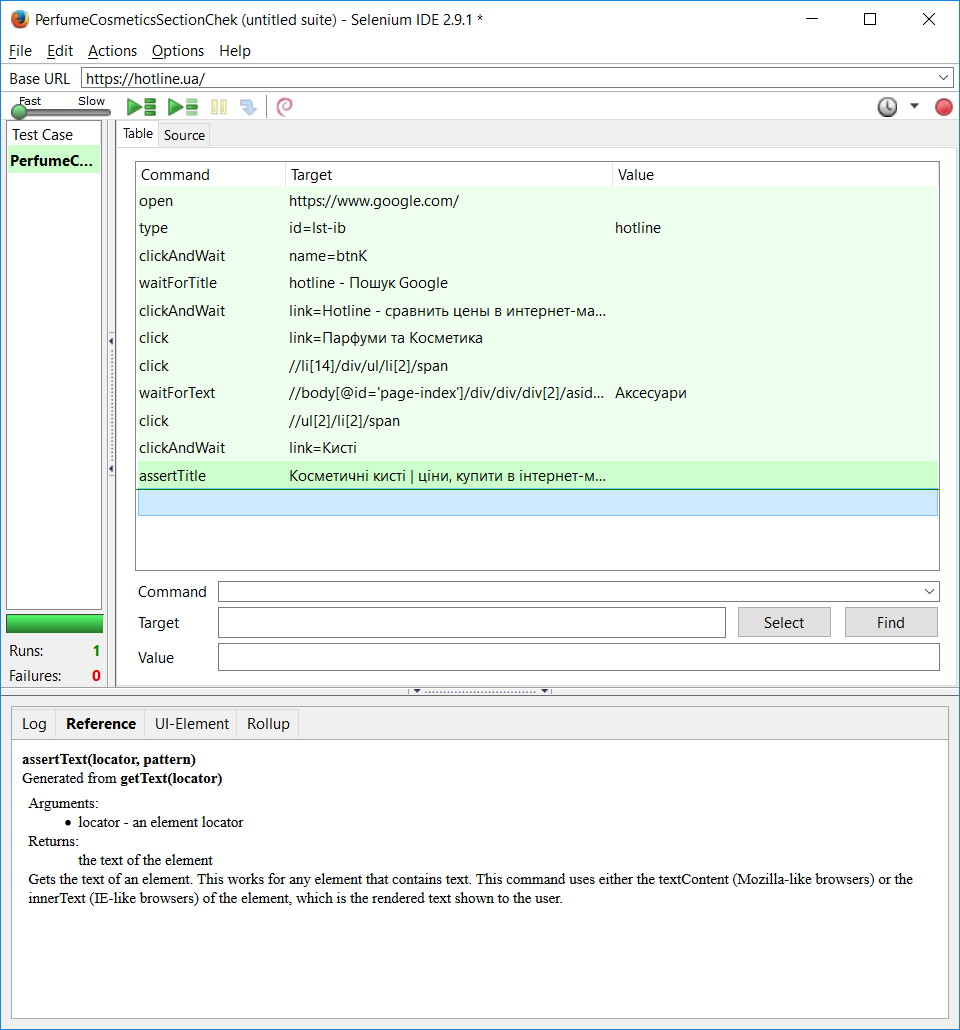 PerfumeCosmeticsSectionChek (untitled suite) - Selenium IDE 2.9.1 *
File Edit Actions Options Help
Base URL https://hotline.ua/
Fast Slow
Test Case
PerfumeC...
Table Source
Command Target Value
open https://www.google.com/
type id=lst-ib hotline
clickAndWait name=btnK
waitForTitle hotline - Пошук Google
clickAndWait link=Hotline - сравнить цены в интернет-ма...
click link=Парфуми та Косметика
click //li[14]/div/ul/li[2]/span
waitForText //body[@id='page-index']/div/div/div[2]/asid... Аксесуари
click //ul[2]/li[2]/span
clickAndWait link=Кисті
assertTitle Косметичні кисті | ціни, купити в інтернет-м...
Command
Target Select Find
Value
Runs: 1
Failures: 0
Log Reference UI-Element Rollup
assertText(locator, pattern)
Generated from getText(locator)
Arguments:
• locator - an element locator
Returns:
the text of the element
Gets the text of an element. This works for any element that contains text. This command uses either the textContent (Mozilla-like browsers) or the
innerText (IE-like browsers) of the element, which is the rendered text shown to the user.